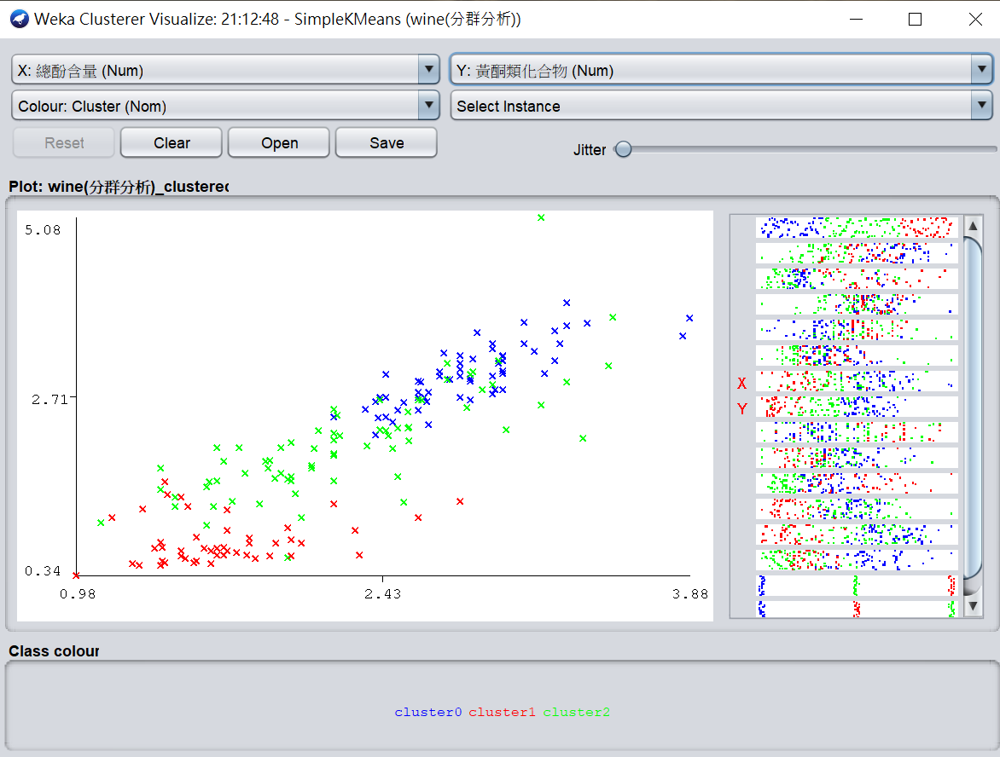 Weka Clusterer Visualize: 21:12:48 - SimpleKMeans (wine(分群分析))
X: 總酚含量 (Num)
Y: 黃酮類化合物 (Num)
Colour: Cluster (Nom)
Select Instance
Reset
Clear
Open
Save
Jitter
Plot: wine(分群分析)_clustered
5.08
2.71
0.34
0.98
2.43
3.88
X
Y
Class colour
cluster0 cluster1 cluster2